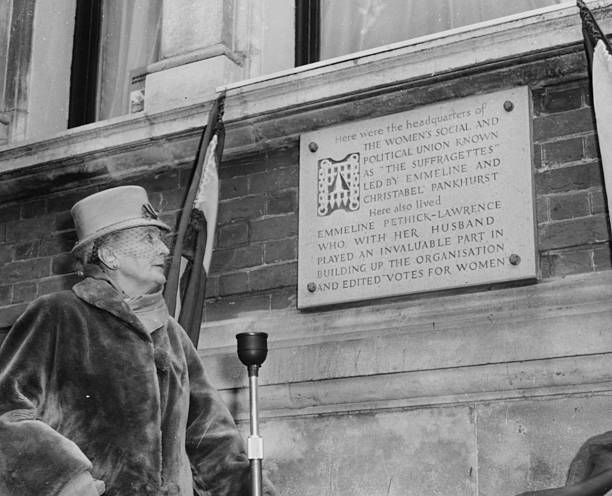 Here were the headquarters of
THE WOMEN'S SOCIAL AND
POLITICAL UNION KNOWN
AS "THE SUFFRAGETTES"
LED BY EMMELINE AND
CHRISTABEL PANKHURST
Here also lived
EMMELINE PETHICK-LAWRENCE
WHO, WITH HER HUSBAND
PLAYED AN INVALUABLE PART IN
BUILDING UP THE ORGANISATION
AND EDITED "VOTES FOR WOMEN"